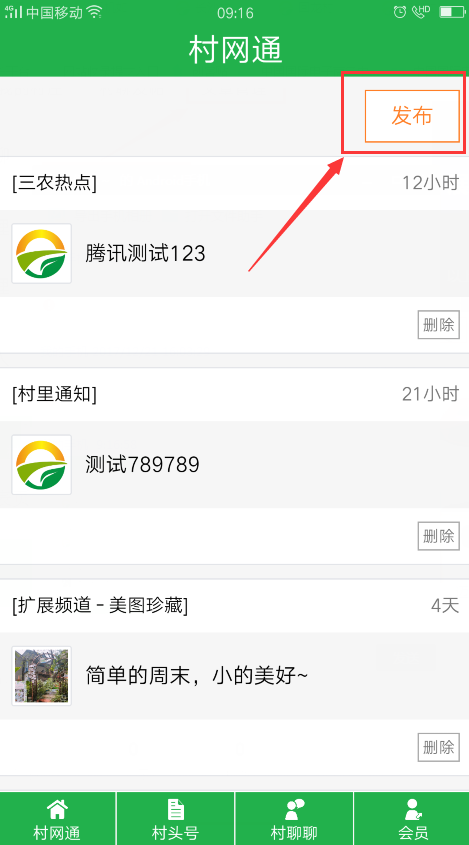 4G 中国移动 09:16 HD
村网通
发布
[三农热点] 12小时
腾讯测试123
删除
[村里通知] 21小时
测试789789
删除
[扩展频道 - 美图珍藏] 4天
简单的周末，小的美好~
删除
村网通 村头号 村聊聊 会员